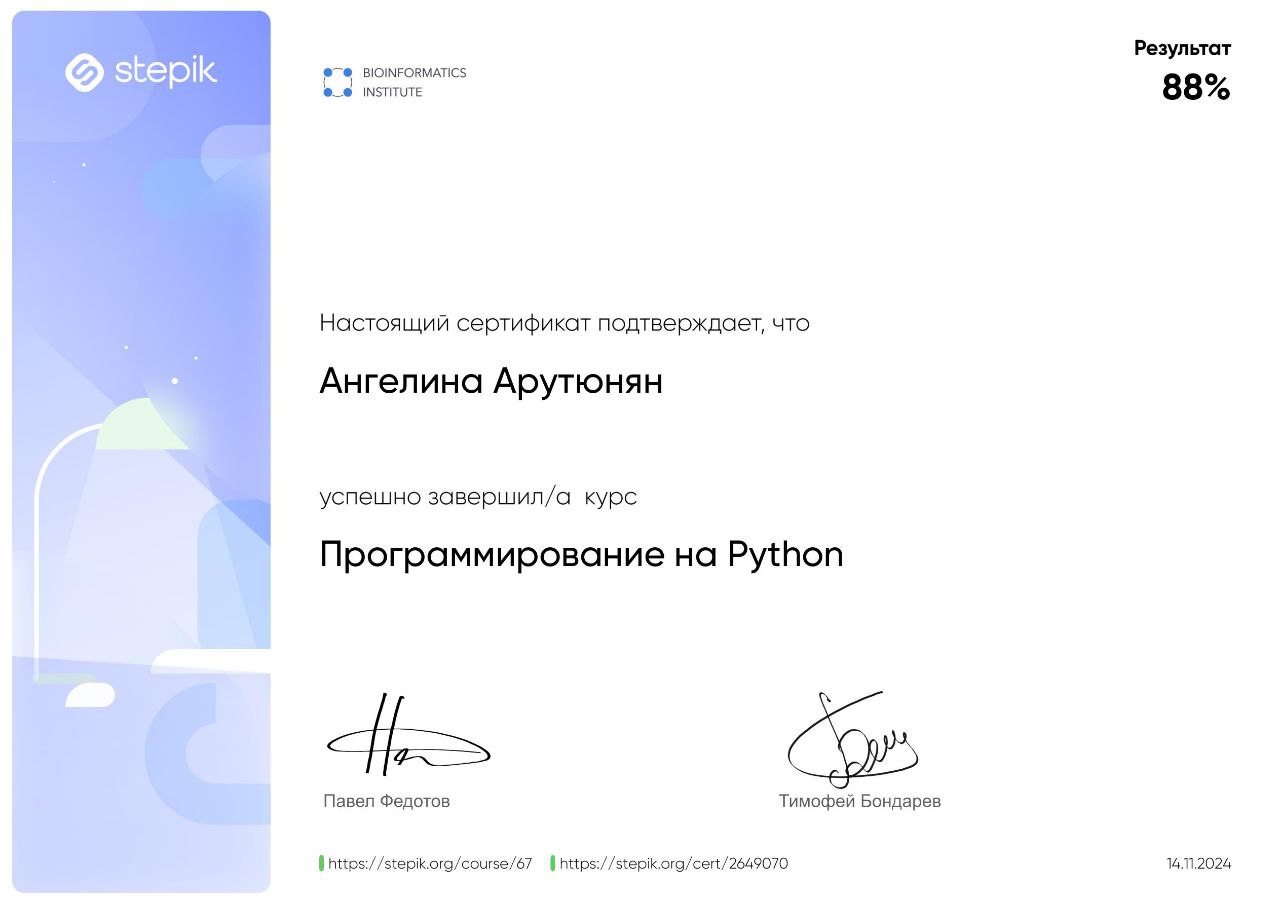 stepik
BIOINFORMATICS
INSTITUTE
Результат
88%
Настоящий сертификат подтверждает, что
Ангелина Арутюнян
успешно завершил/а курс
Программирование на Python
Павел Федотов
Тимофей Бондарев
https://stepik.org/course/67
https://stepik.org/cert/2649070
14.11.2024